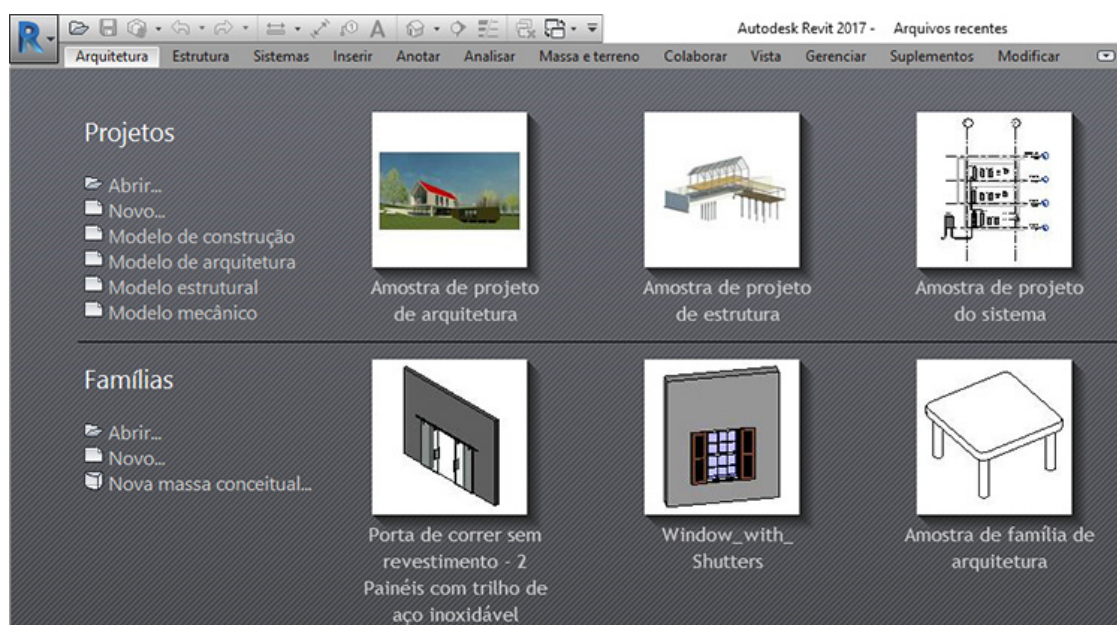 Autodesk Revit 2017 - Arquivos recentes
Arquitetura Estrutura Sistemas Inserir Anotar Analisar Massa e terreno Colaborar Vista Gerenciar Suplementos Modificar
Projetos
Abrir...
Novo...
Modelo de construção
Modelo de arquitetura
Modelo estrutural
Modelo mecânico
Amostra de projeto
de arquitetura
Amostra de projeto
de estrutura
Amostra de projeto
do sistema
Famílias
Abrir...
Novo...
Nova massa conceitual...
Porta de correr sem
revestimento - 2
Painéis com trilho de
aço inoxidável
Window_with_
Shutters
Amostra de família de
arquitetura